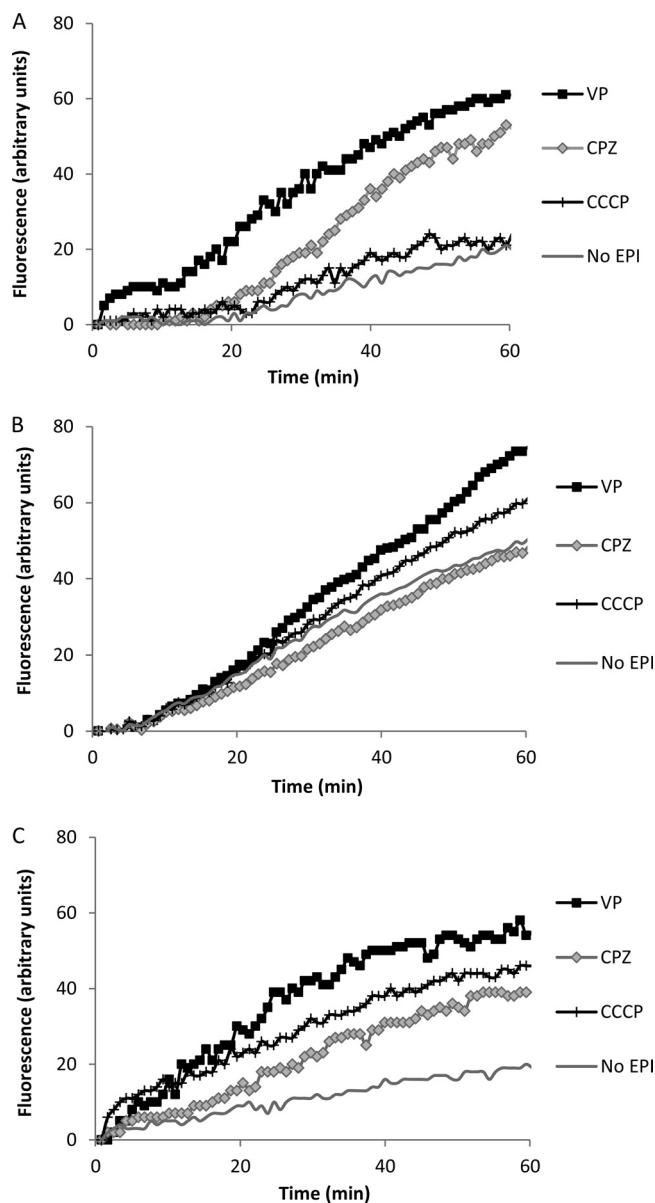 A
Fluorescence (arbitrary units)
80
60
40
20
0
0 20 40 60
Time (min)
VP
CPZ
CCCP
No EPI
B
Fluorescence (arbitrary units)
80
60
40
20
0
0 20 40 60
Time (min)
VP
CPZ
CCCP
No EPI
C
Fluorescence (arbitrary units)
80
60
40
20
0
0 20 40 60
Time (min)
VP
CPZ
CCCP
No EPI